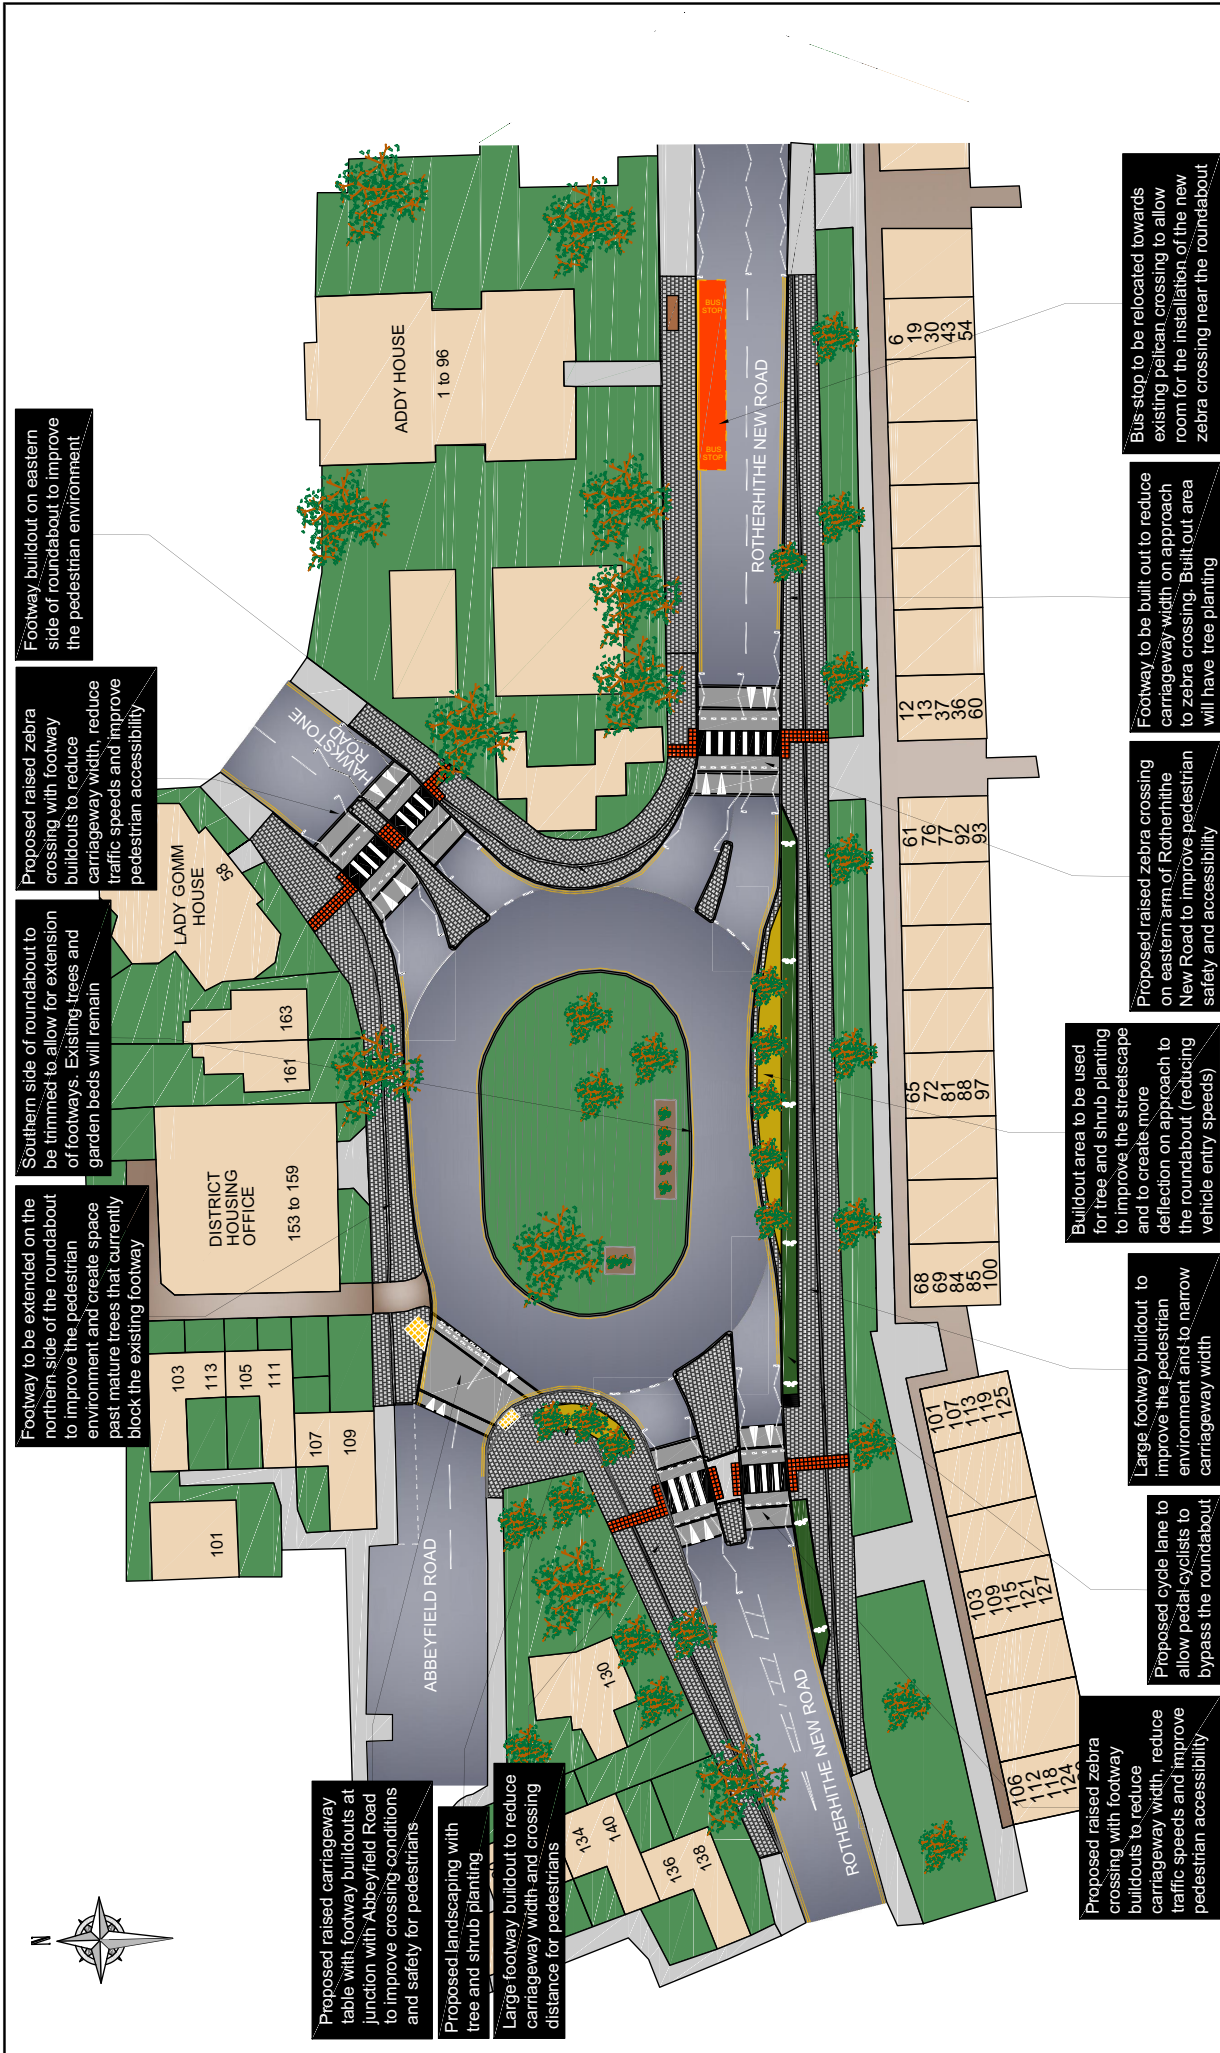 N
Footway to be extended on the
northern side of the roundabout
to improve the pedestrian
environment and create space
past mature trees that currently
block the existing footway
Southern side of roundabout to
be trimmed to allow for extension
of footways. Existing trees and
garden beds will remain
Proposed raised zebra
crossing with footway
buildouts to reduce
carriageway width, reduce
traffic speeds and improve
pedestrian accessibility
Footway buildout on eastern
side of roundabout to improve
the pedestrian environment
Proposed raised carriageway
table with footway buildouts at
junction with Abbeyfield Road
to improve crossing conditions
and safety for pedestrians
Proposed landscaping with
tree and shrub planting
Large footway buildout to reduce
carriageway width and crossing
distance for pedestrians
101
103
113
105
111
107
109
DISTRICT
HOUSING
OFFICE
153 to 159
161
163
LADY GOMM
HOUSE
58
HAWKSTONE
ROAD
ADDY HOUSE
1 to 96
ABBEYFIELD ROAD
130
134
140
136
138
ROTHERHITHE NEW ROAD
BUS
STOP
BUS
STOP
ROTHERHITHE NEW ROAD
106
112
118
124
103
109
115
121
127
101
107
113
119
125
68
69
84
85
100
65
72
81
88
97
61
76
77
92
93
12
13
37
36
60
6
19
30
43
54
Proposed raised zebra
crossing with footway
buildouts to reduce
carriageway width, reduce
traffic speeds and improve
pedestrian accessibility
Proposed cycle lane to
allow pedal cyclists to
bypass the roundabout
Large footway buildout to
improve the pedestrian
environment and to narrow
carriageway width
Buildout area to be used
for tree and shrub planting
to improve the streetscape
and to create more
deflection on approach to
the roundabout (reducing
vehicle entry speeds)
Proposed raised zebra crossing
on eastern arm of Rotherhithe
New Road to improve pedestrian
safety and accessibility
Footway to be built out to reduce
carriageway width on approach
to zebra crossing. Built out area
will have tree planting
Bus stop to be relocated towards
existing pelican crossing to allow
room for the installation of the new
zebra crossing near the roundabout